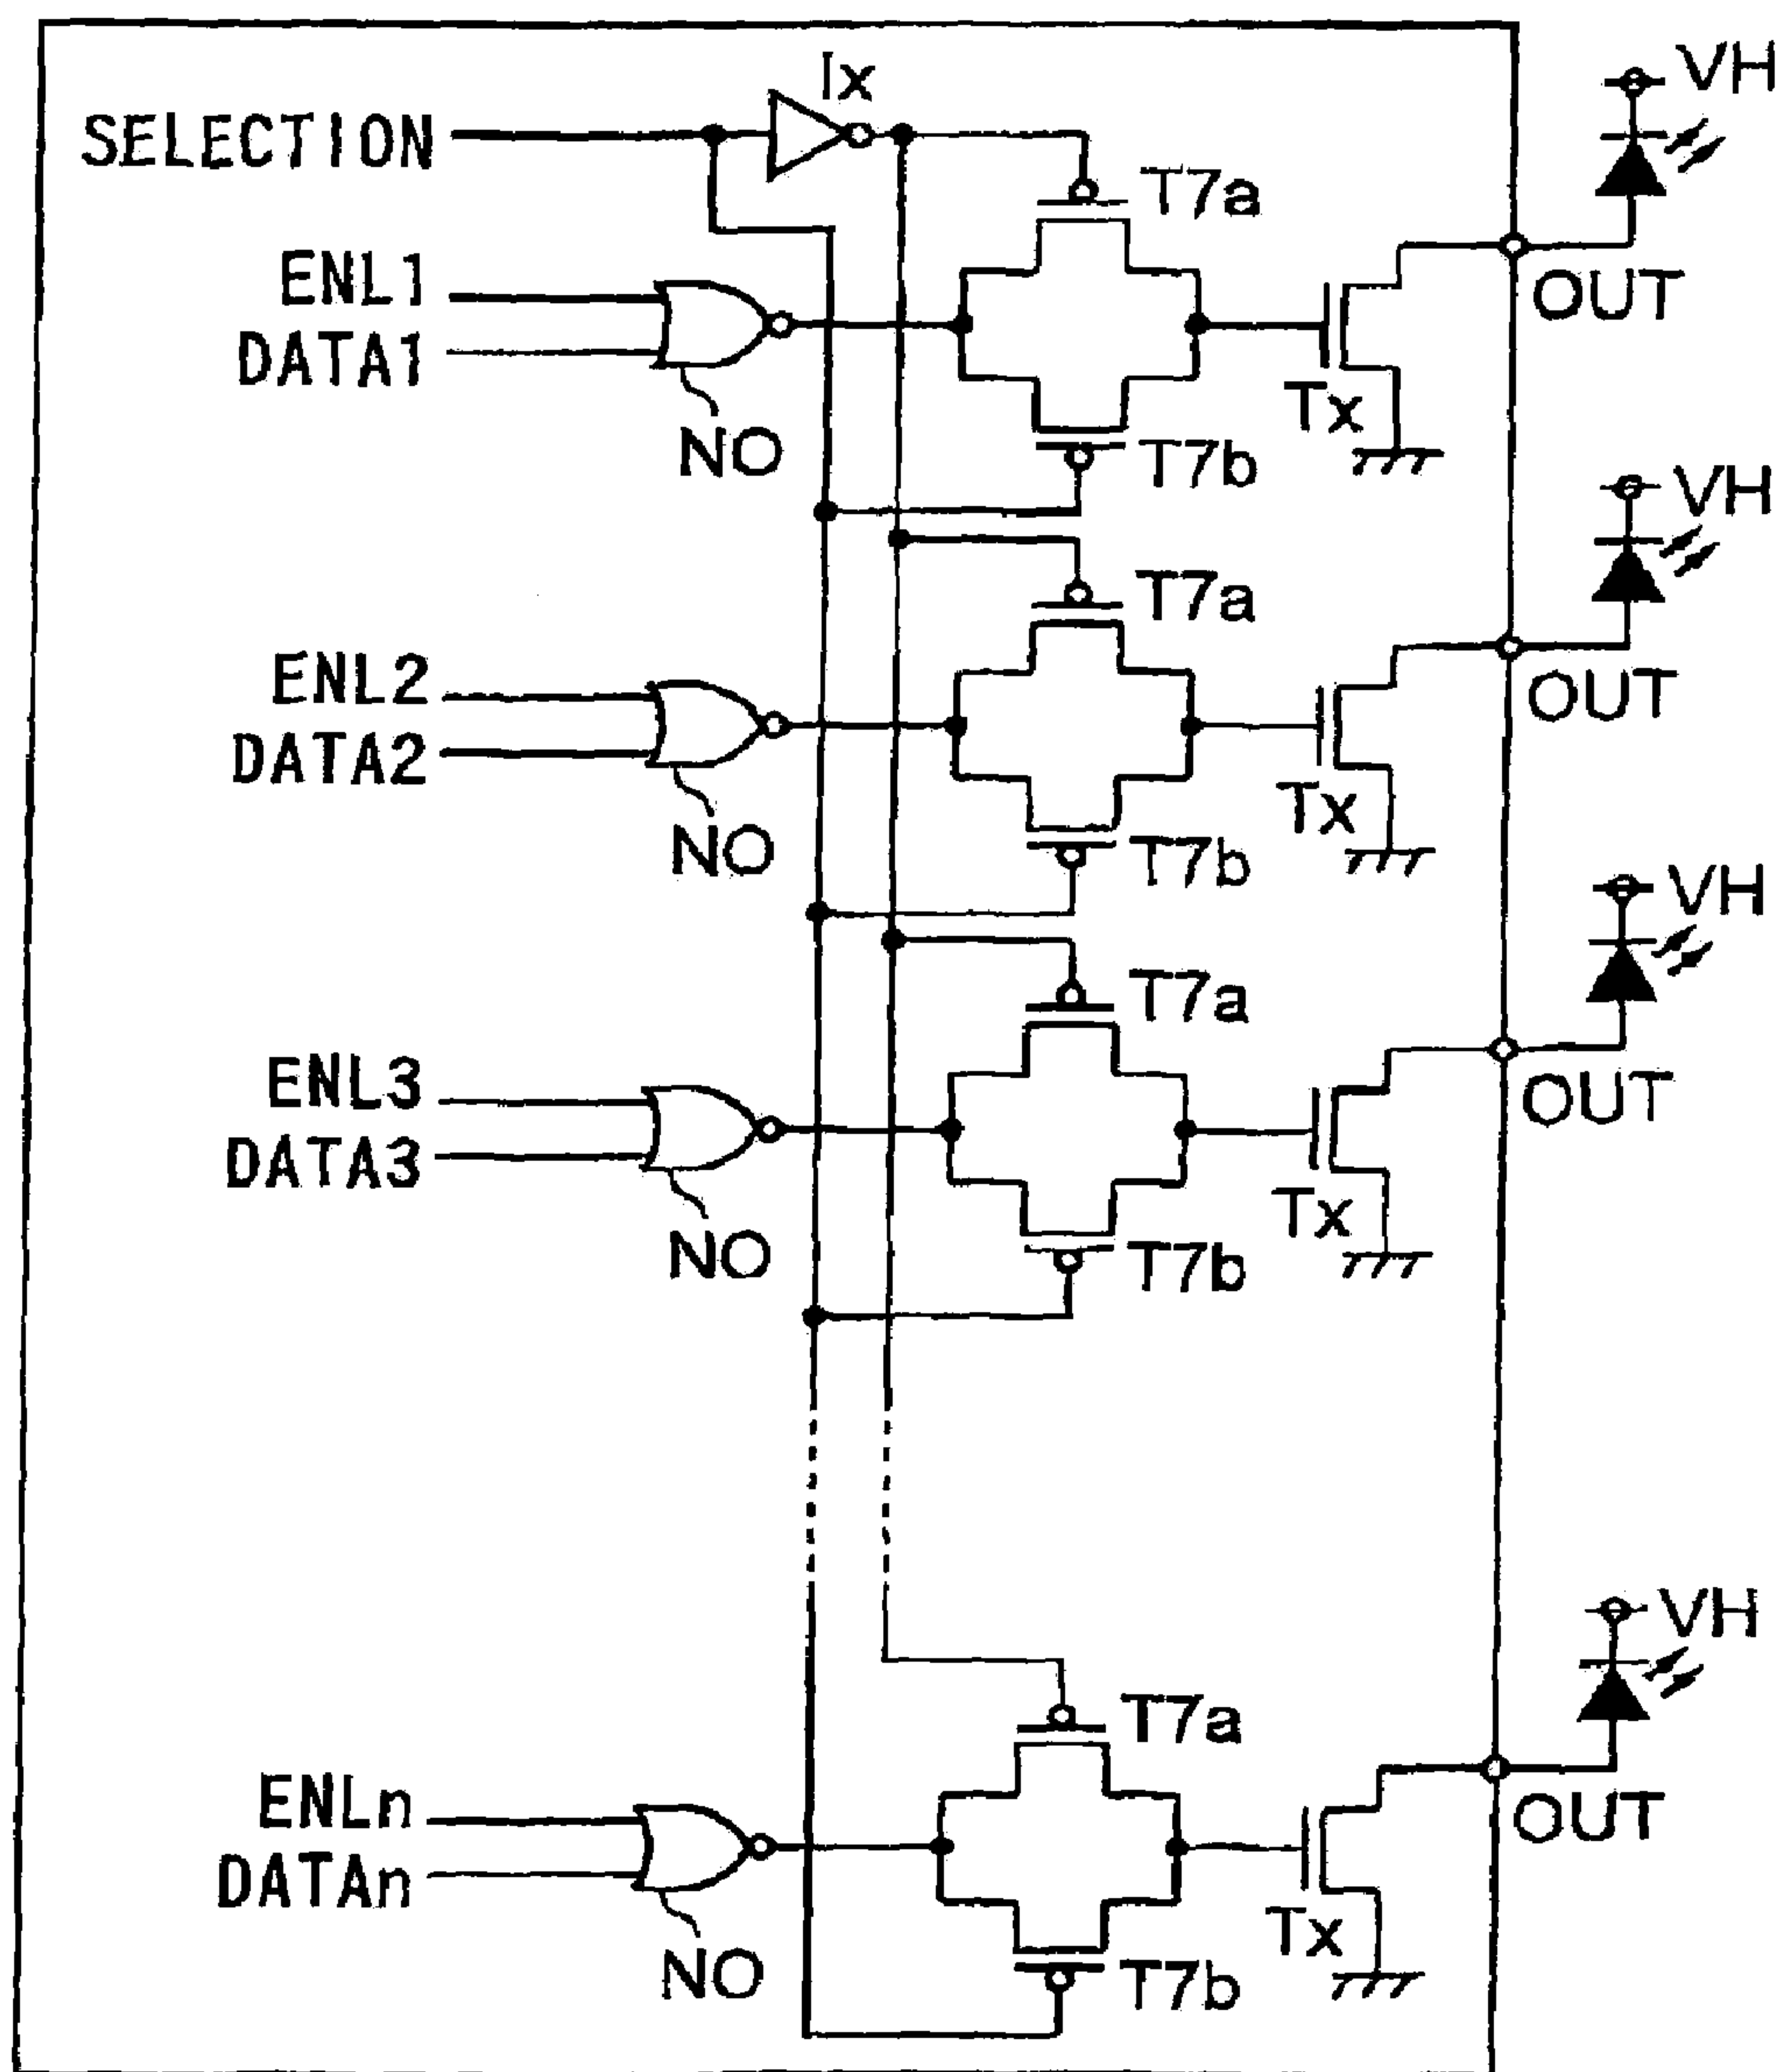 Ix
VH
SELECTION
T7a
ENL1
OUT
DATA1
Tx
NO
T7b
VH
T7a
ENL2
OUT
DATA2
Tx
NO
T7b
VH
T7a
ENL3
OUT
DATA3
Tx
NO
T7b
VH
T7a
ENLn
OUT
DATAn
Tx
NO
T7b